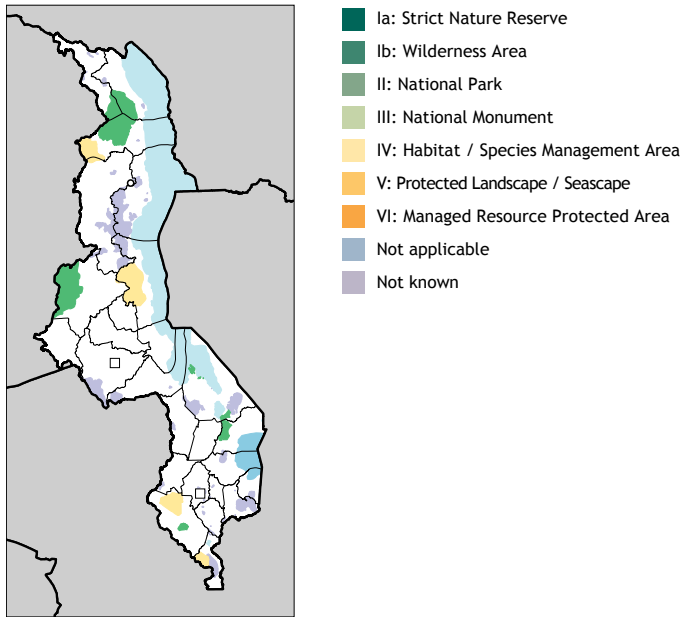 Ia: Strict Nature Reserve
Ib: Wilderness Area
II: National Park
III: National Monument
IV: Habitat / Species Management Area
V: Protected Landscape / Seascape
VI: Managed Resource Protected Area
Not applicable
Not known